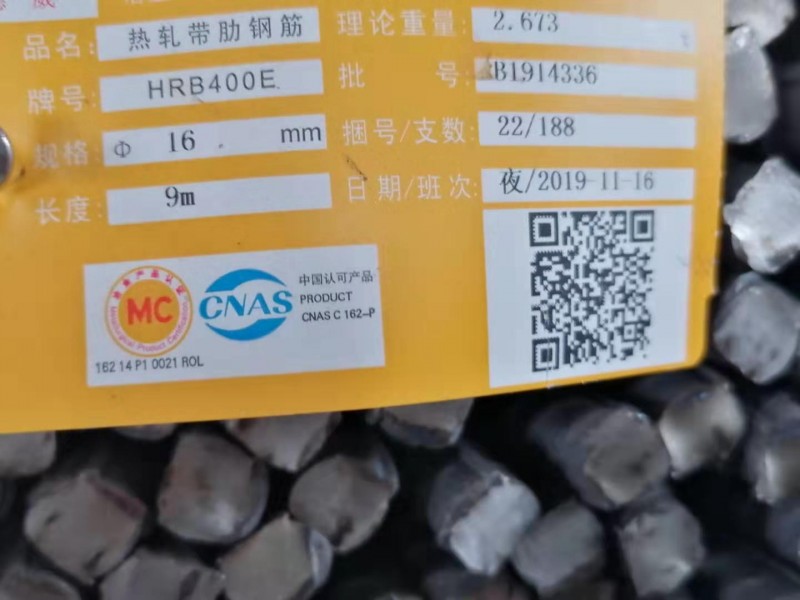 品名: 热轧带肋钢筋
理论重量: 2.673 t
牌号: HRB400E
批 号: B1914336
规格: Φ 16 mm
捆号/支数: 22/188
长度: 9m
日期/班次: 夜/2019-11-16
MC
CNAS
中国认可产品
PRODUCT
CNAS C 162-P
162 14 P1 0021 ROL